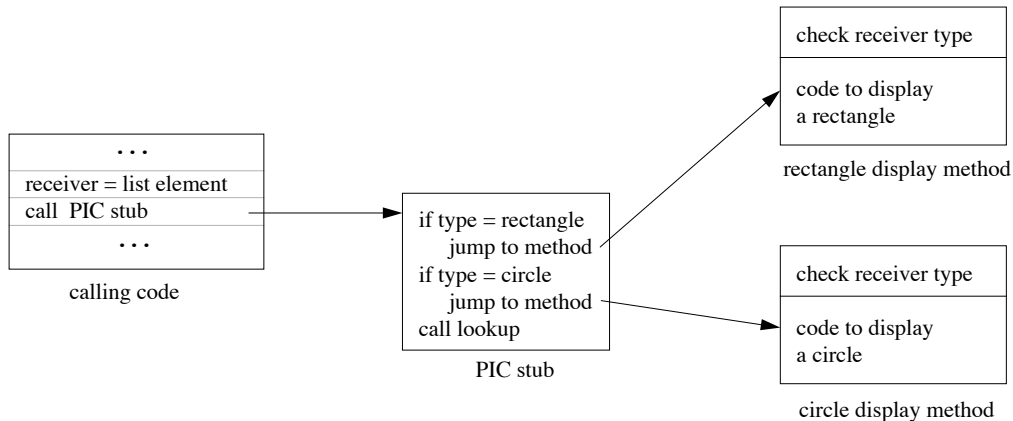 ...
receiver = list element
call PIC stub
...
calling code
if type = rectangle
jump to method
if type = circle
jump to method
call lookup
PIC stub
check receiver type
code to display
a rectangle
rectangle display method
check receiver type
code to display
a circle
circle display method